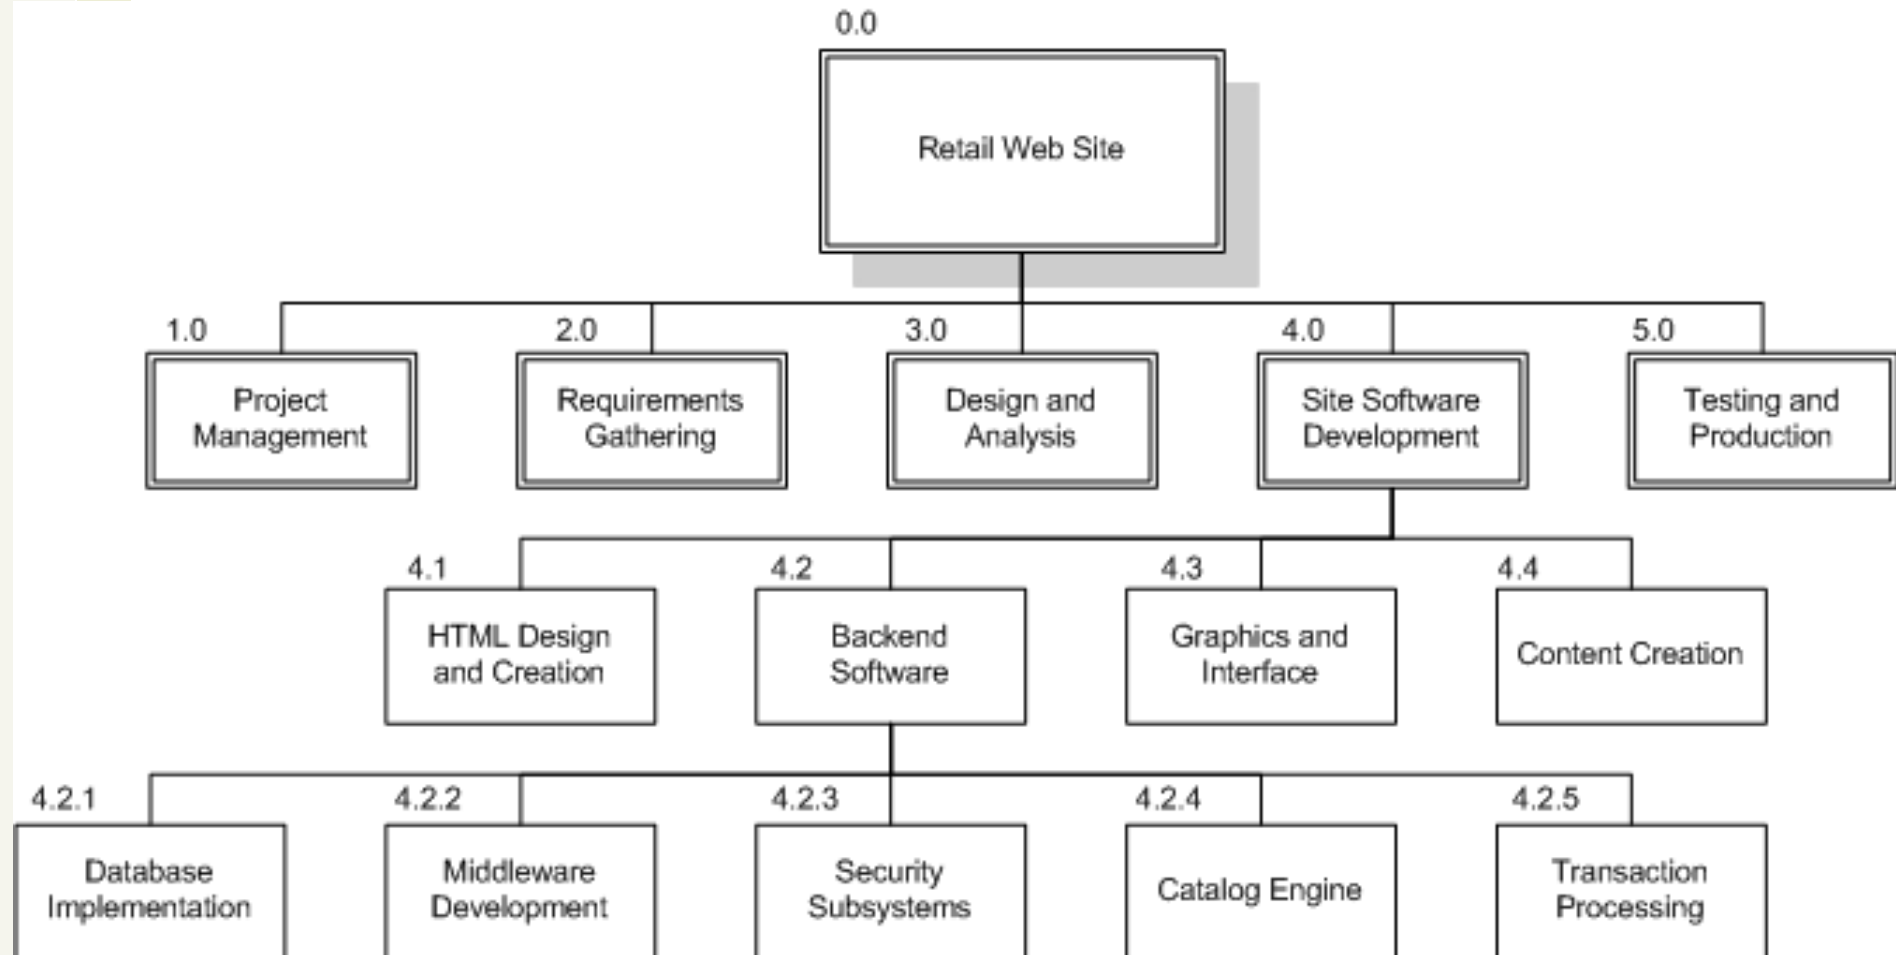 0.0
Retail Web Site
1.0
2.0
3.0
4.0
5.0
Project
Management
Requirements
Gathering
Design and
Analysis
Site Software
Development
Testing and
Production
4.1
4.2
4.3
4.4
HTML Design
and Creation
Backend
Software
Graphics and
Interface
Content Creation
4.2.1
4.2.2
4.2.3
4.2.4
4.2.5
Database
Implementation
Middleware
Development
Security
Subsystems
Catalog Engine
Transaction
Processing